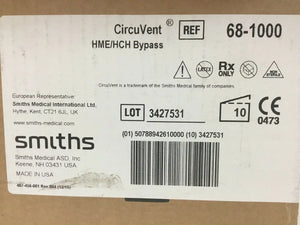 CircuVent® REF 68-1000
HME/HCH Bypass
LATEX Rx ONLY
CircuVent is a trademark of the Smiths Medical family of companies.
European Representative:
Smiths Medical International Ltd.
Hythe, Kent, CT21 6JL, UK
www.smiths-medical.com
LOT 3427531
10
CE
0473
(01) 50788942610000 (10) 3427531
smiths
Smiths Medical ASD, Inc
Keene, NH 03431 USA
MADE IN USA